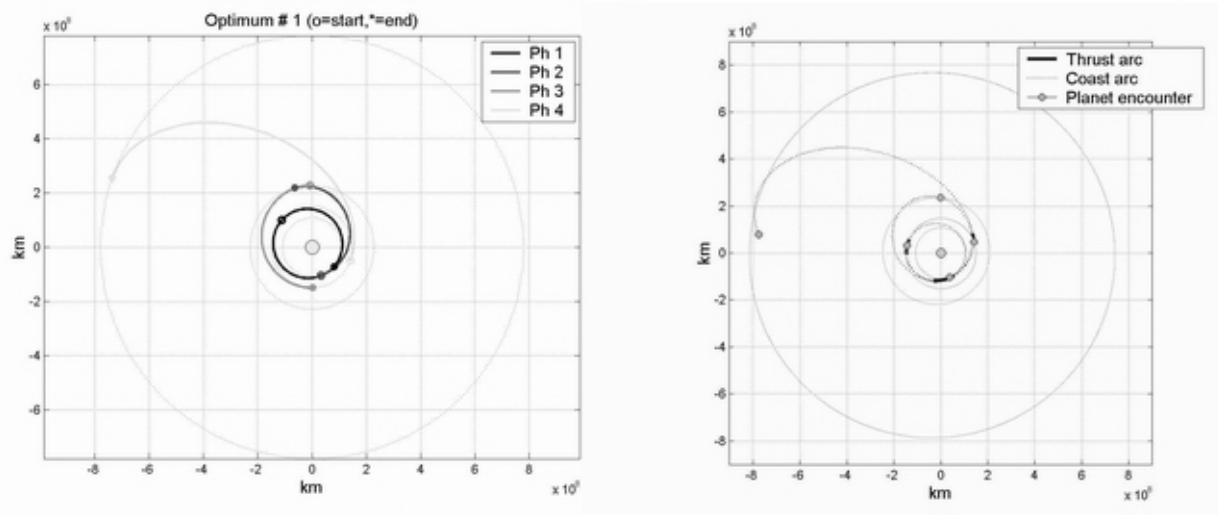 Optimum # 1 (o=start,*=end)
x 10⁸
Ph 1
Ph 2
Ph 3
Ph 4
6
4
2
0
-2
-4
-6
km
-8
-6
-4
-2
0
2
4
6
8
km
x 10⁸
x 10⁸
Thrust arc
Coast arc
Planet encounter
8
6
4
2
0
-2
-4
-6
-8
km
-8
-6
-4
-2
0
2
4
6
8
km
x 10⁸